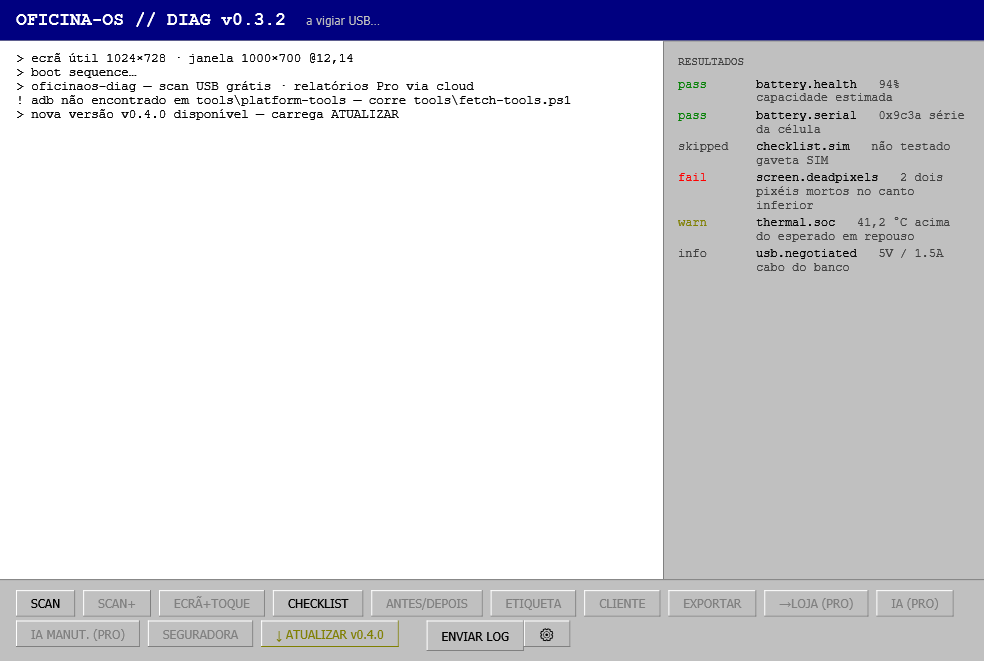 OFICINA-OS // DIAG v0.3.2 a vigiar USB…
> ecrã útil 1024×728 · janela 1000×700 @12,14
> boot sequence…
> oficinaos-diag — scan USB grátis · relatórios Pro via cloud
! adb não encontrado em tools\platform-tools — corre tools\fetch-tools.ps1
> nova versão v0.4.0 disponível — carrega ATUALIZAR
RESULTADOS
pass battery.health 94%
capacidade estimada
pass battery.serial 0x9c3a série
da célula
skipped checklist.sim não testado
gaveta SIM
fail screen.deadpixels 2 dois
pixéis mortos no canto
inferior
warn thermal.soc 41,2 °C acima
do esperado em repouso
info usb.negotiated 5V / 1.5A
cabo do banco
SCAN SCAN+ ECRÃ+TOQUE CHECKLIST ANTES/DEPOIS ETIQUETA CLIENTE EXPORTAR →LOJA (PRO) IA (PRO)
IA MANUT. (PRO) SEGURADORA ↓ ATUALIZAR v0.4.0 ENVIAR LOG